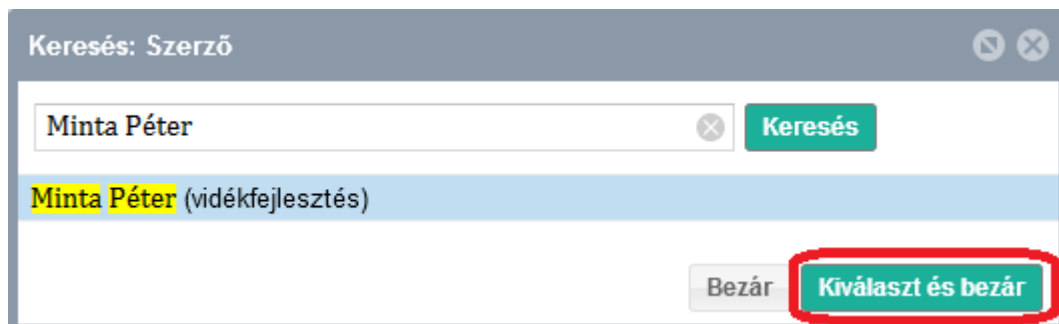 Keresés: Szerző
Minta Péter Keresés
Minta Péter (vidékfejlesztés)
Bezár Kiválaszt és bezár